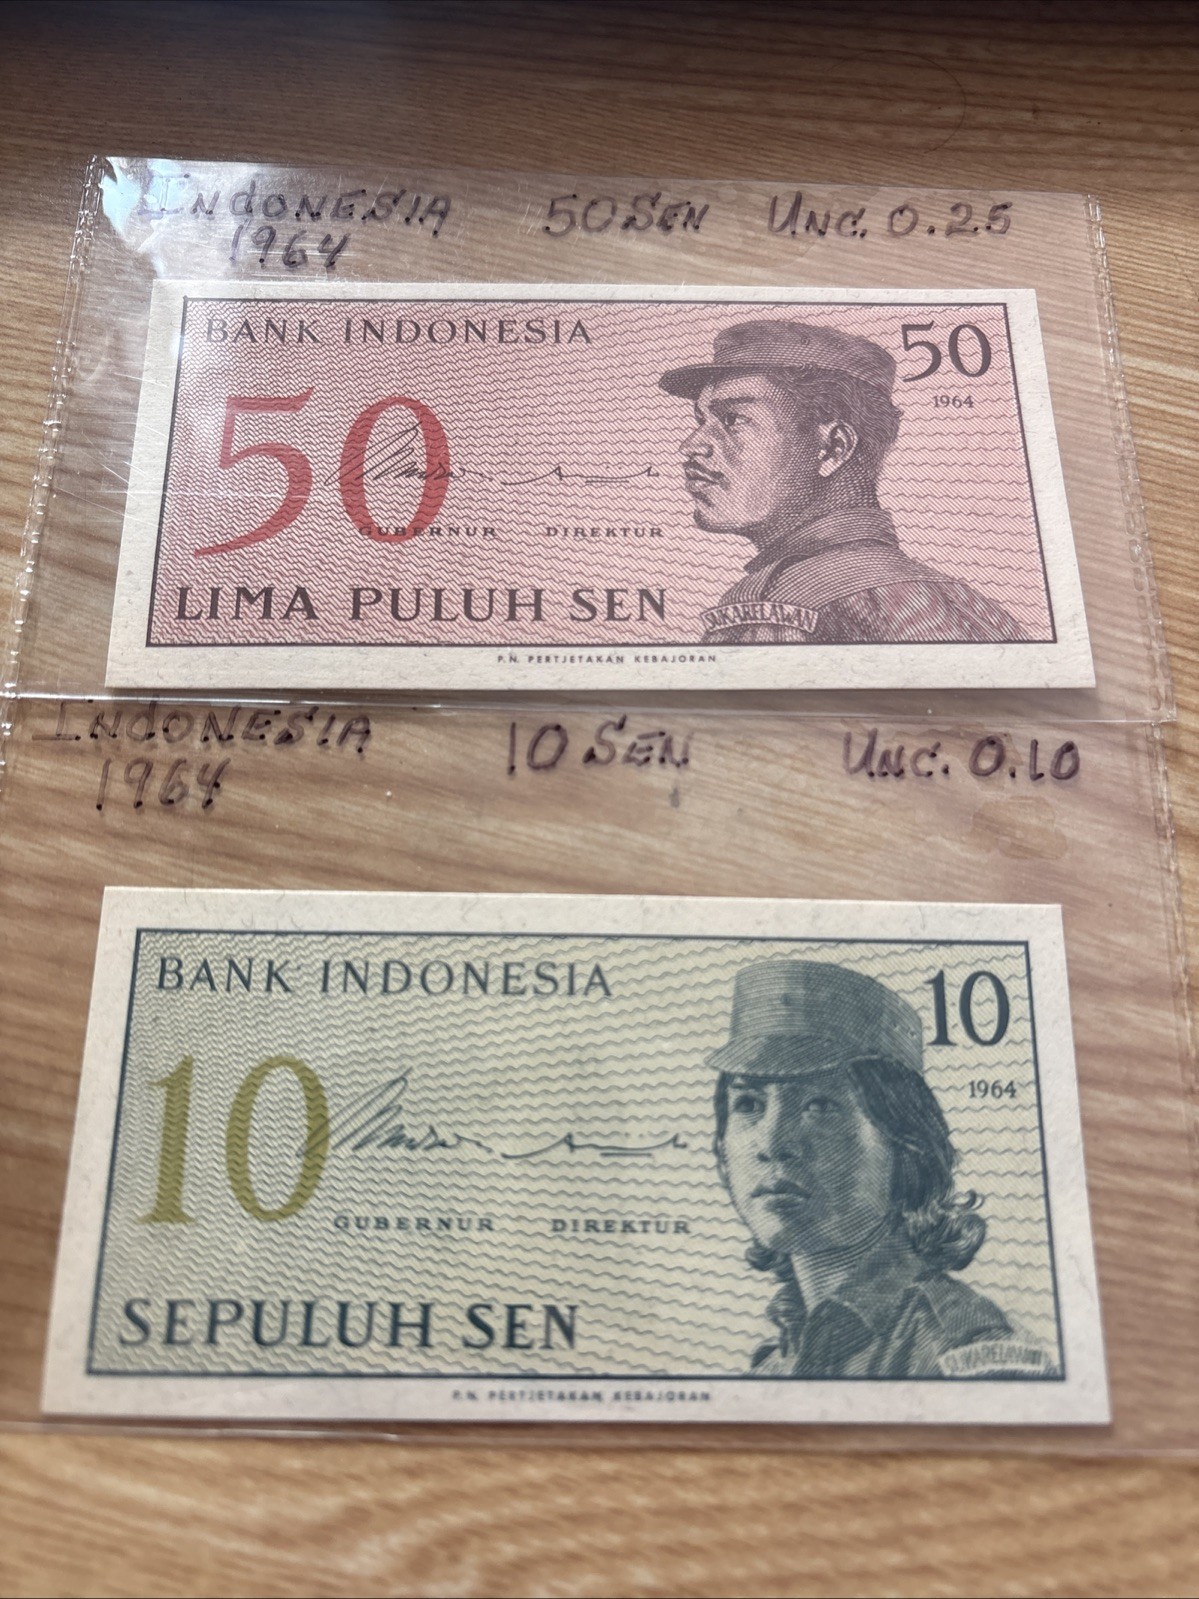 INdONESIA 50 SEN UNC. 0.25
1964
BANK INDONESIA 50
1964
50
GUBERNUR DIREKTUR
LIMA PULUH SEN
SUKARELAWAN
P.N. PERTJETAKAN KEBAJORAN
INdONESIA 10 SEN UNC. 0.10
1964
BANK INDONESIA 10
1964
10
GUBERNUR DIREKTUR
SEPULUH SEN
SUKARELAWAN
P.N. PERTJETAKAN KEBAJORAN